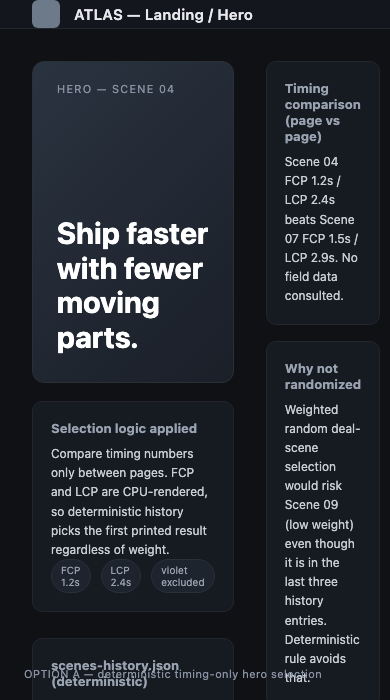 ATLAS — Landing / Hero
HERO — SCENE 04
Ship faster
with fewer
moving
parts.
Selection logic applied
Compare timing numbers
only between pages. FCP
and LCP are CPU-rendered,
so deterministic history
picks the first printed result
regardless of weight.
FCP
1.2s
LCP
2.4s
violet
excluded
scenes-history.json
(deterministic)
Timing
comparison
(page vs
page)
Scene 04
FCP 1.2s /
LCP 2.4s
beats Scene
07 FCP 1.5s /
LCP 2.9s. No
field data
consulted.
Why not
randomized
Weighted
random deal-
scene
selection
would risk
Scene 09
(low weight)
even though
it is in the
last three
history
entries.
Deterministic
rule avoids
that.
OPTION A — deterministic timing-only hero selection